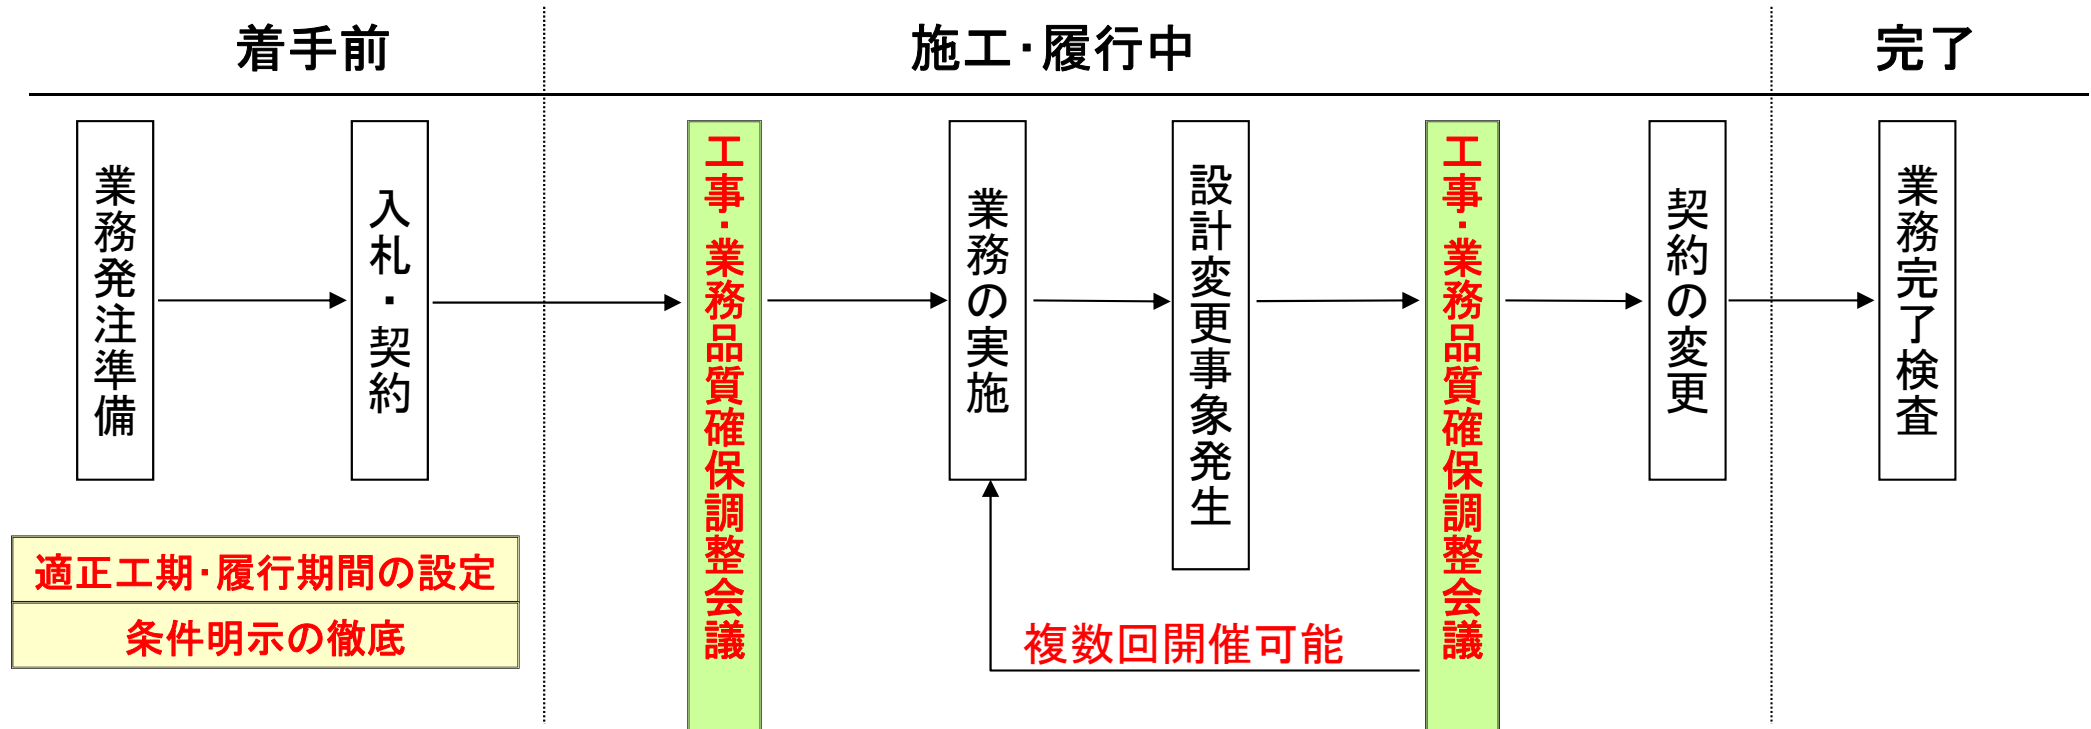 着手前
施工・履行中
完了
業務発注準備
入札・契約
工事・業務品質確保調整会議
業務の実施
設計変更事象発生
工事・業務品質確保調整会議
契約の変更
業務完了検査
適正工期・履行期間の設定
条件明示の徹底
複数回開催可能